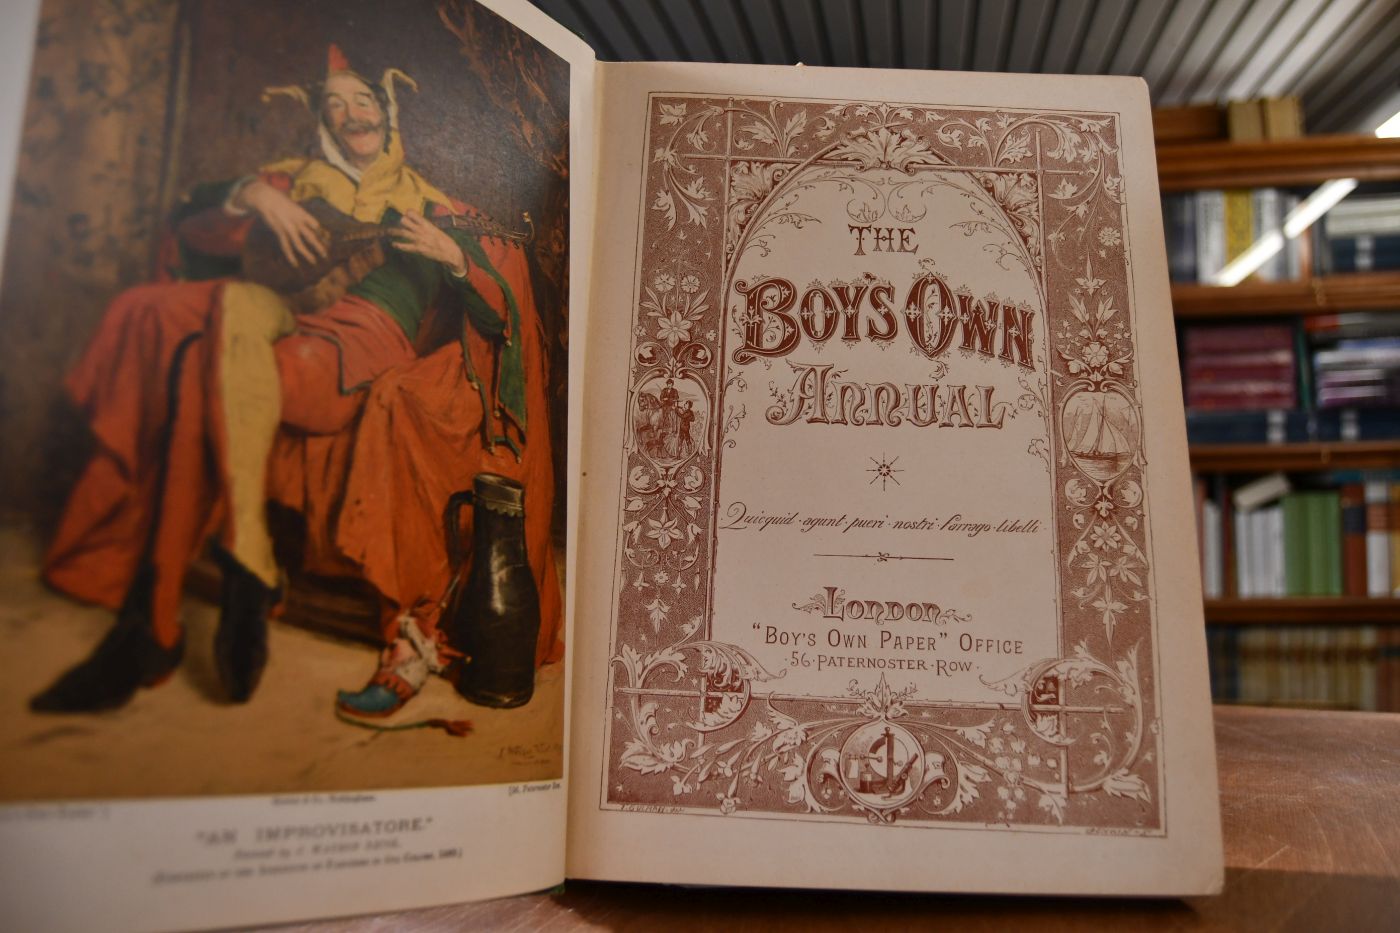 "AN IMPROVISATORE."
THE
BOY'S OWN
ANNUAL
Quicquid · agunt · pueri · nostri · farrago · libelli ·
LONDON
"BOY'S OWN PAPER" OFFICE
· 56 · PATERNOSTER · ROW ·